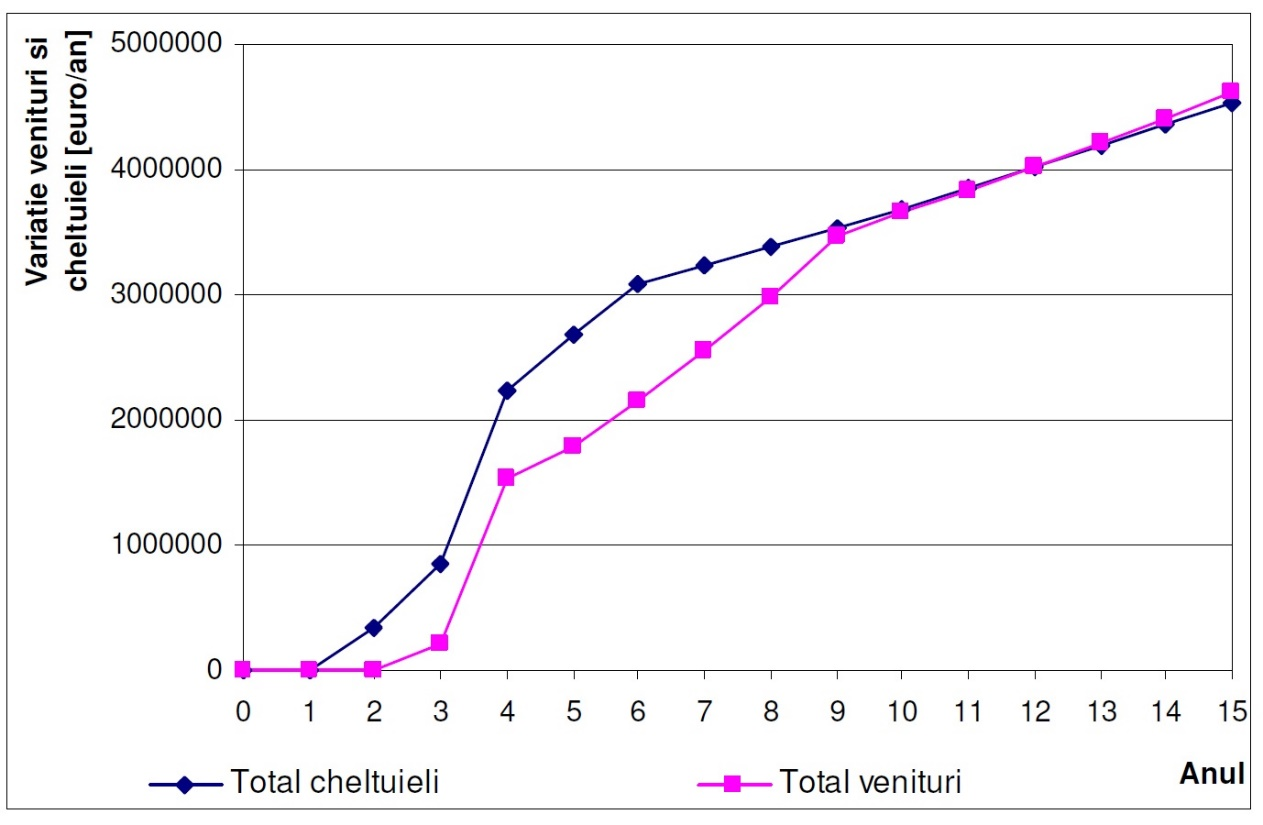 Variatie venituri si
cheltuieli [euro/an]
5000000
4000000
3000000
2000000
1000000
0
0 1 2 3 4 5 6 7 8 9 10 11 12 13 14 15
Anul
Total cheltuieli Total venituri